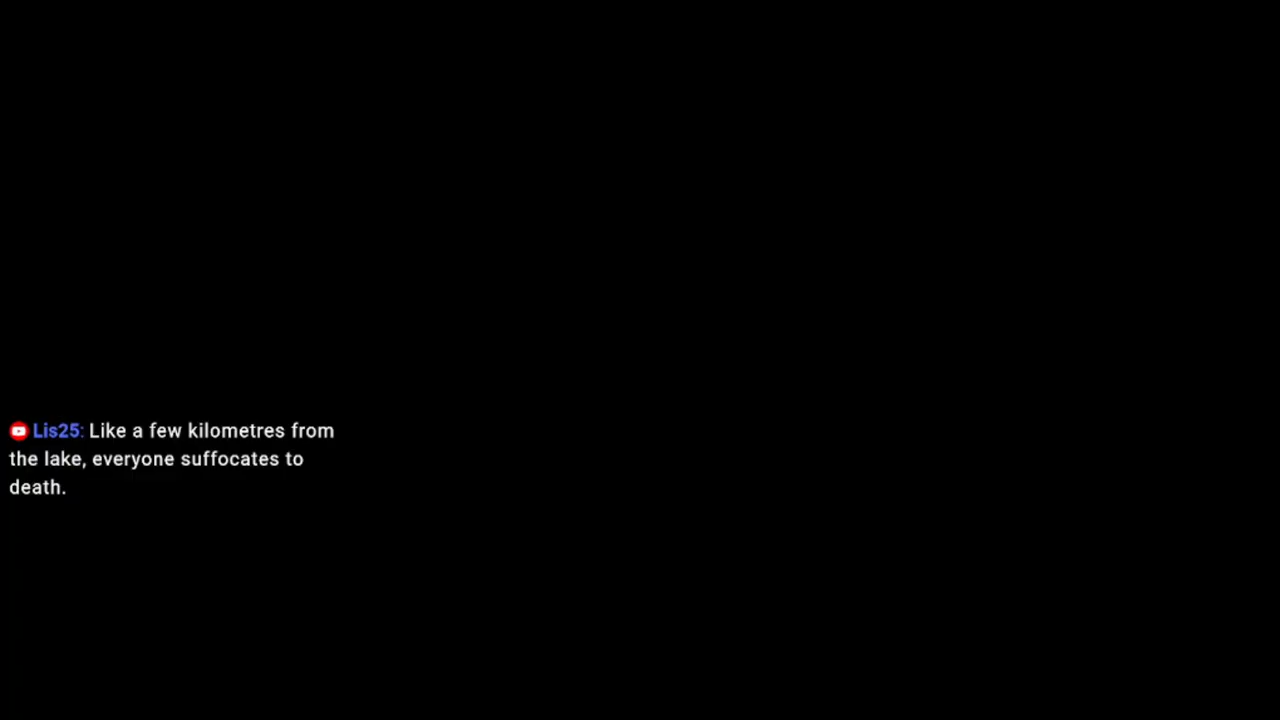 Lis25: Like a few kilometres from
the lake, everyone suffocates to
death.